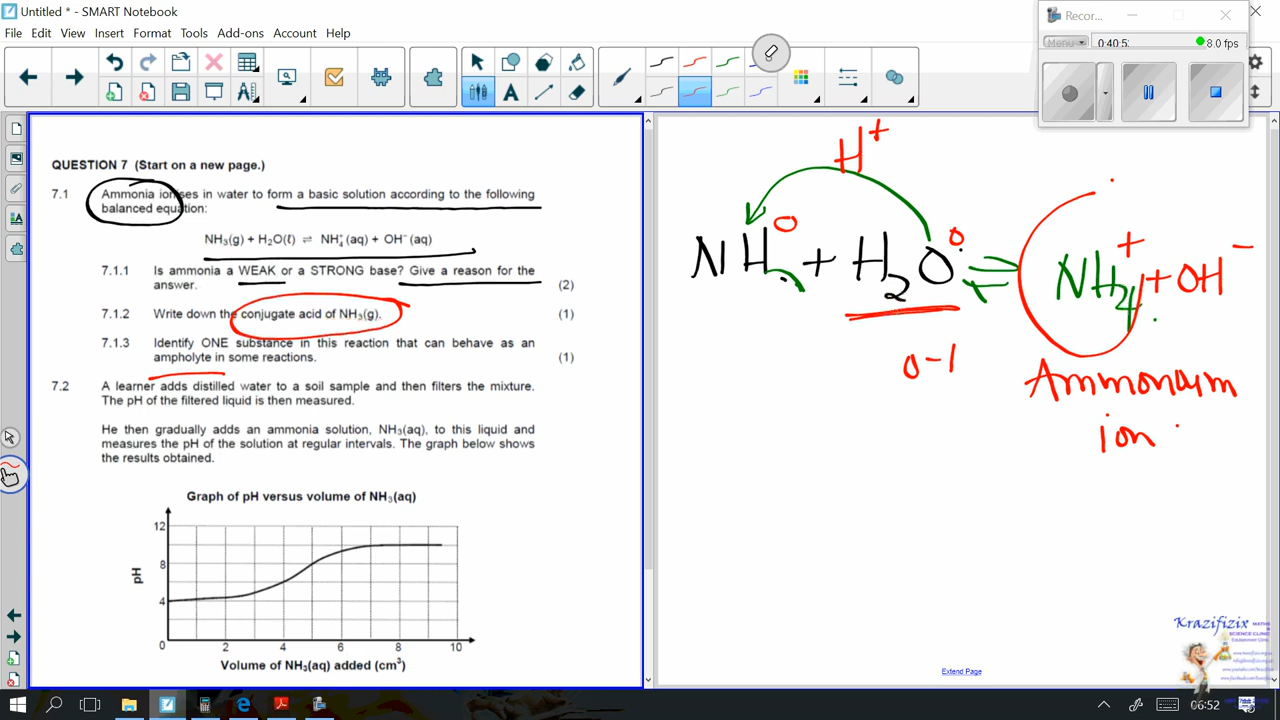 Untitled * - SMART Notebook
File Edit View Insert Format Tools Add-ons Account Help
Recor...
Menu
0:40:5:
8.0 fps
QUESTION 7 (Start on a new page.)
7.1 Ammonia ionises in water to form a basic solution according to the following
balanced equation:
NH₃(g) + H₂O(ℓ) ⇌ NH₄⁺(aq) + OH⁻(aq)
7.1.1 Is ammonia a WEAK or a STRONG base? Give a reason for the
answer. (2)
7.1.2 Write down the conjugate acid of NH₃(g). (1)
7.1.3 Identify ONE substance in this reaction that can behave as an
ampholyte in some reactions. (1)
7.2 A learner adds distilled water to a soil sample and then filters the mixture.
The pH of the filtered liquid is then measured.
He then gradually adds an ammonia solution, NH₃(aq), to this liquid and
measures the pH of the solution at regular intervals. The graph below shows
the results obtained.
Graph of pH versus volume of NH₃(aq)
12
8
pH
4
0 2 4 6 8 10
Volume of NH₃(aq) added (cm³)
H⁺
NH⁰ + H₂O⁰ ⇌ NH₄⁺ + OH⁻
0-1
Ammonium
ion
Krazifizix MATHS
SCIENCE CLINIC
Extend Page
06:52